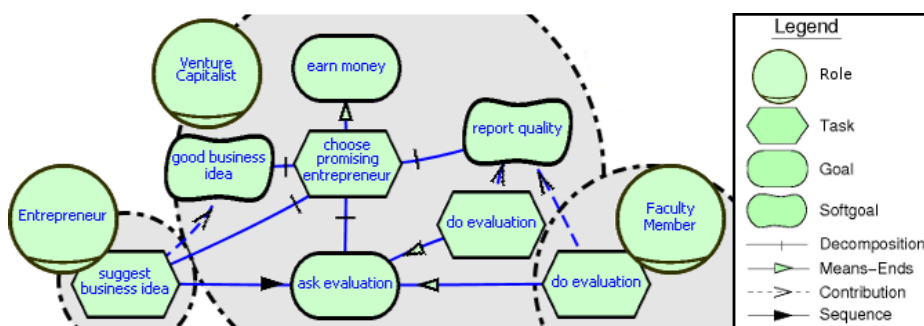 Venture
Capitalist
earn money
good business
idea
choose
promising
entrepreneur
report quality
Entrepreneur
suggest
business idea
ask evaluation
do evaluation
Faculty
Member
do evaluation
Legend
Role
Task
Goal
Softgoal
Decomposition
Means-Ends
Contribution
Sequence